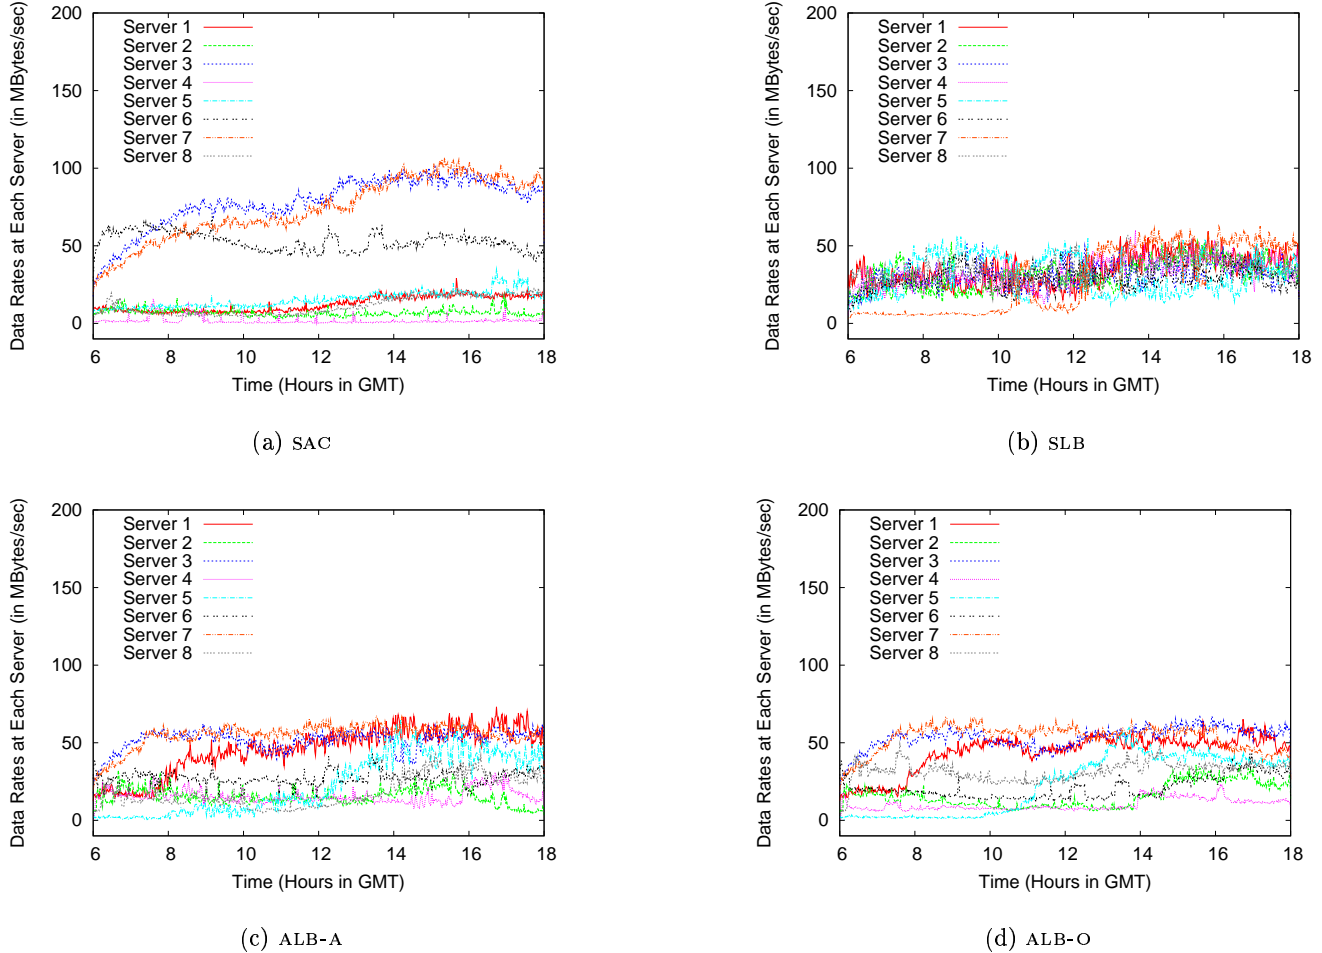 Data Rates at Each Server (in MBytes/sec)
200
150
100
50
0
Server 1
Server 2
Server 3
Server 4
Server 5
Server 6
Server 7
Server 8
6 8 10 12 14 16 18
Time (Hours in GMT)
(a) SAC
Data Rates at Each Server (in MBytes/sec)
200
150
100
50
0
Server 1
Server 2
Server 3
Server 4
Server 5
Server 6
Server 7
Server 8
6 8 10 12 14 16 18
Time (Hours in GMT)
(b) SLB
Data Rates at Each Server (in MBytes/sec)
200
150
100
50
0
Server 1
Server 2
Server 3
Server 4
Server 5
Server 6
Server 7
Server 8
6 8 10 12 14 16 18
Time (Hours in GMT)
(c) ALB-A
Data Rates at Each Server (in MBytes/sec)
200
150
100
50
0
Server 1
Server 2
Server 3
Server 4
Server 5
Server 6
Server 7
Server 8
6 8 10 12 14 16 18
Time (Hours in GMT)
(d) ALB-O